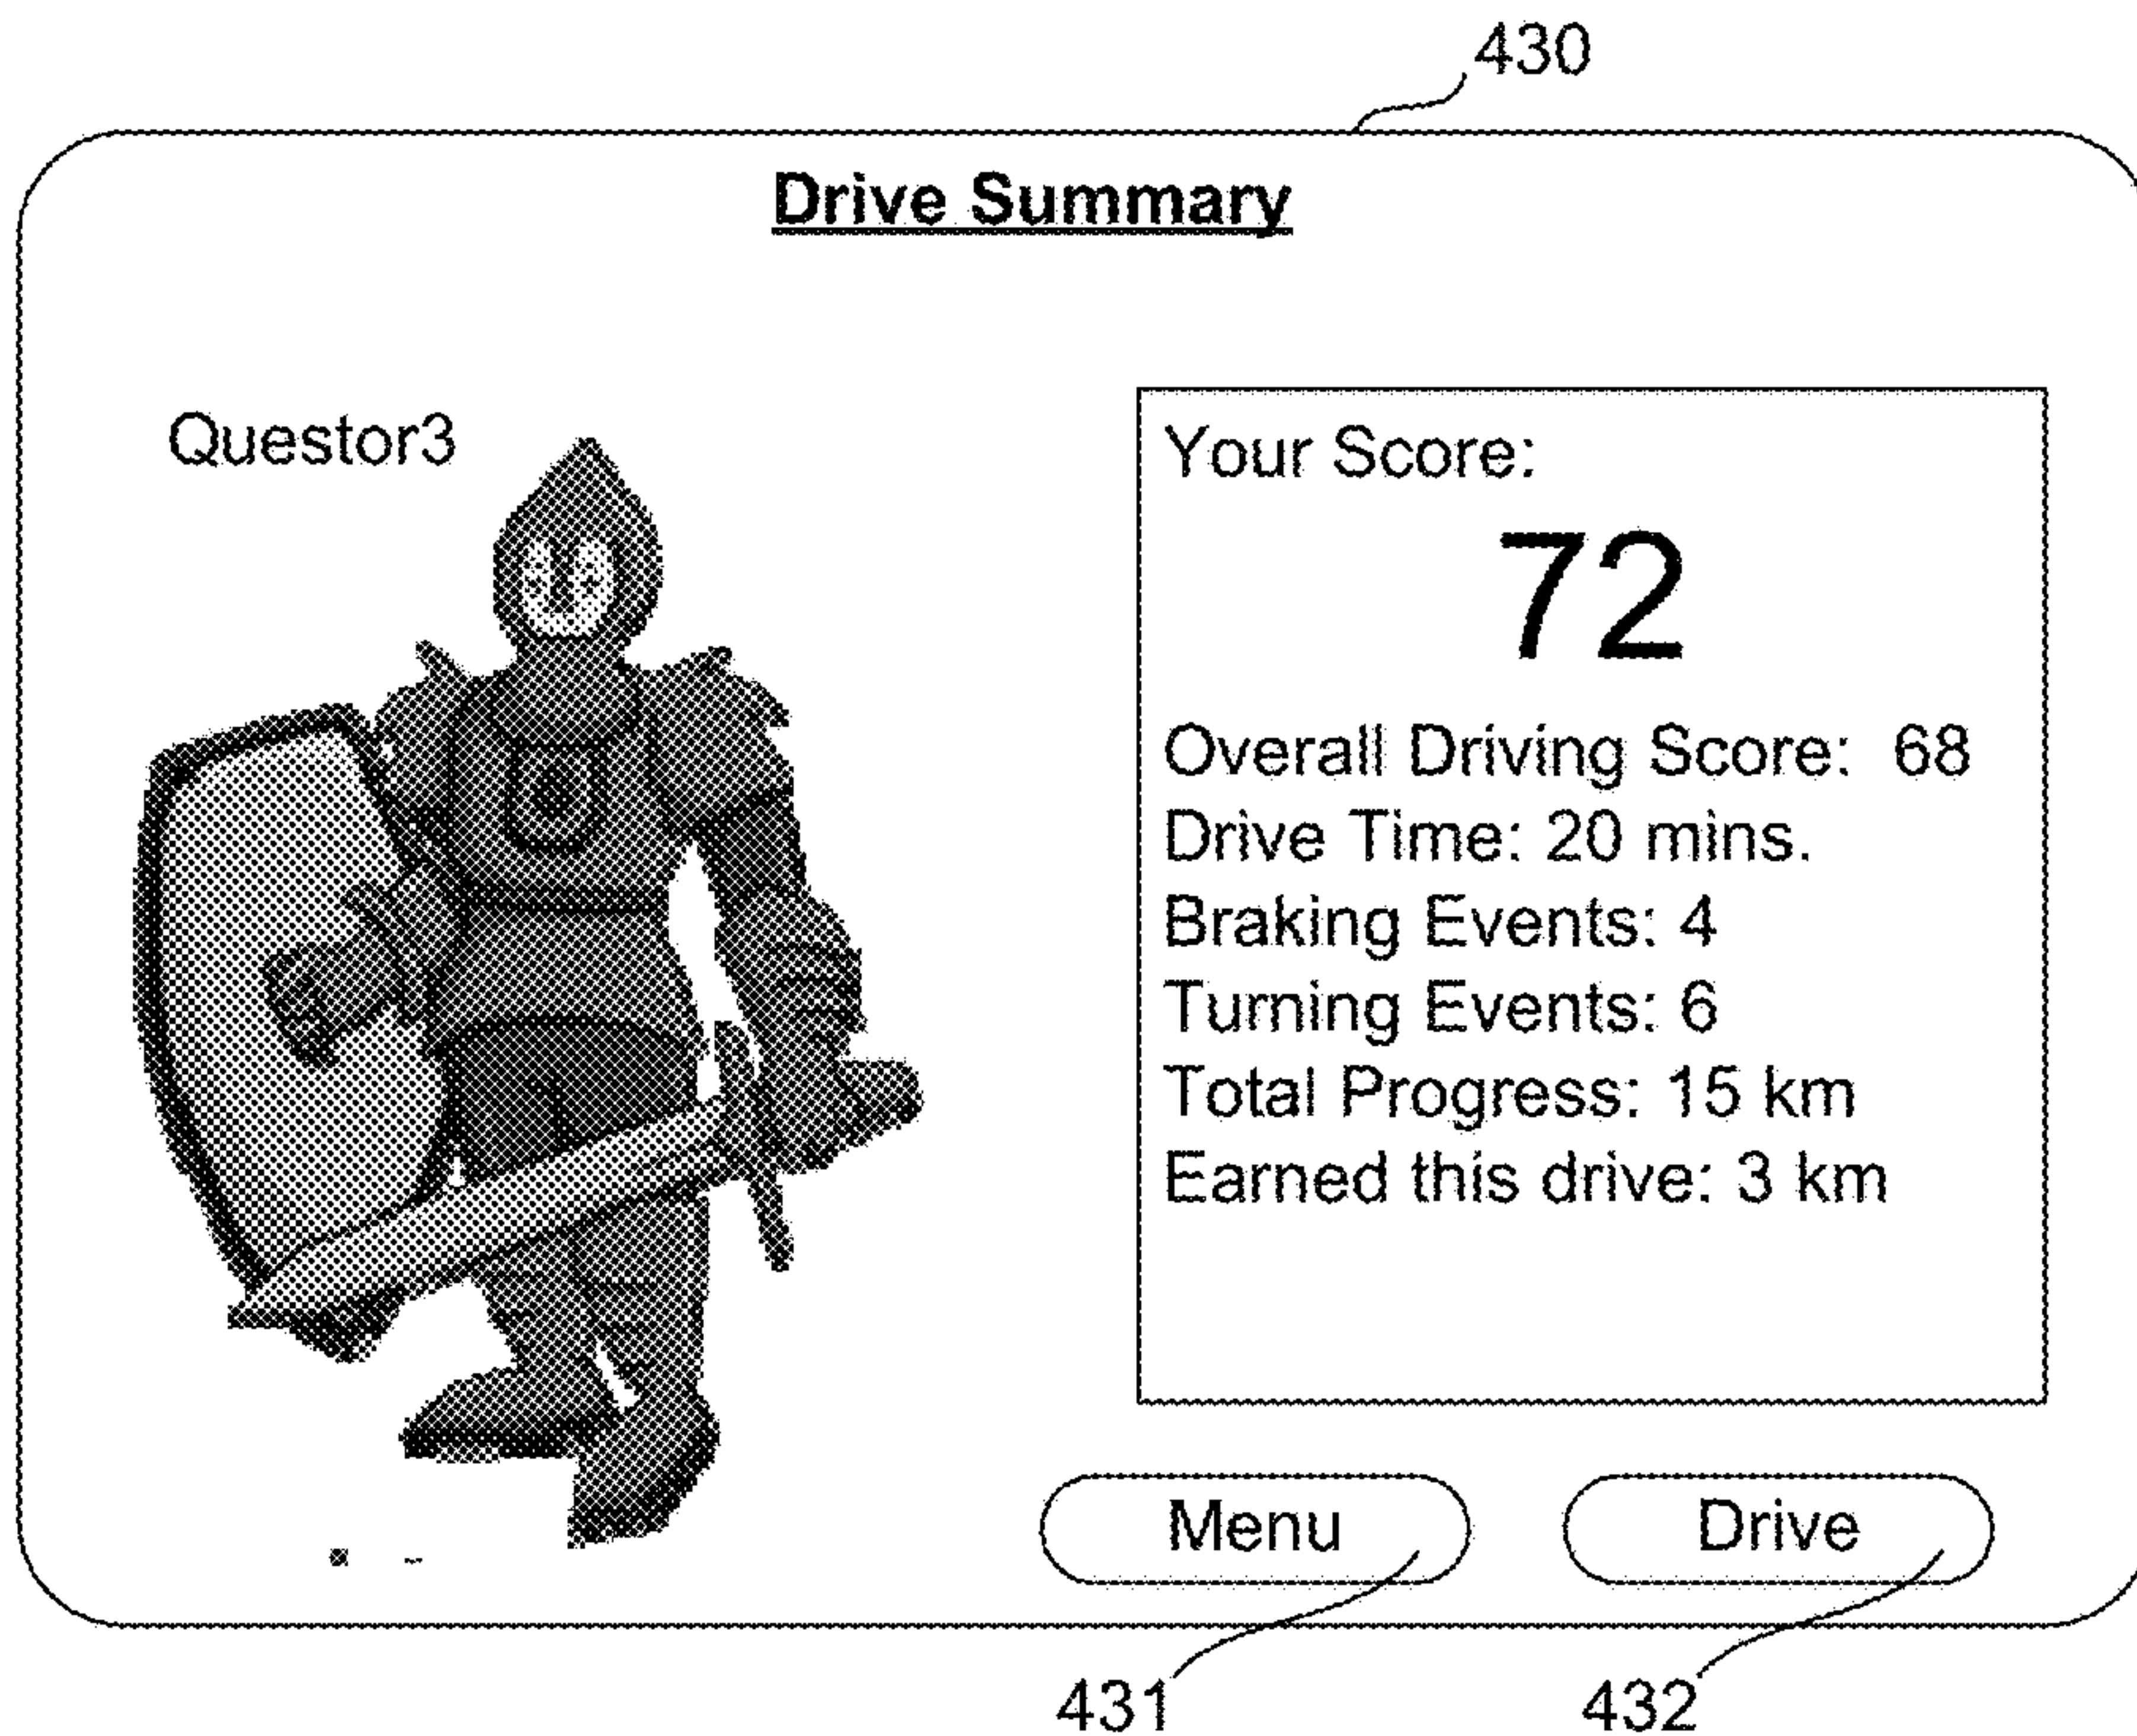 430
Drive Summary
Questor3
Your Score:
72
Overall Driving Score: 68
Drive Time: 20 mins.
Braking Events: 4
Turning Events: 6
Total Progress: 15 km
Earned this drive: 3 km
Menu
Drive
431
432